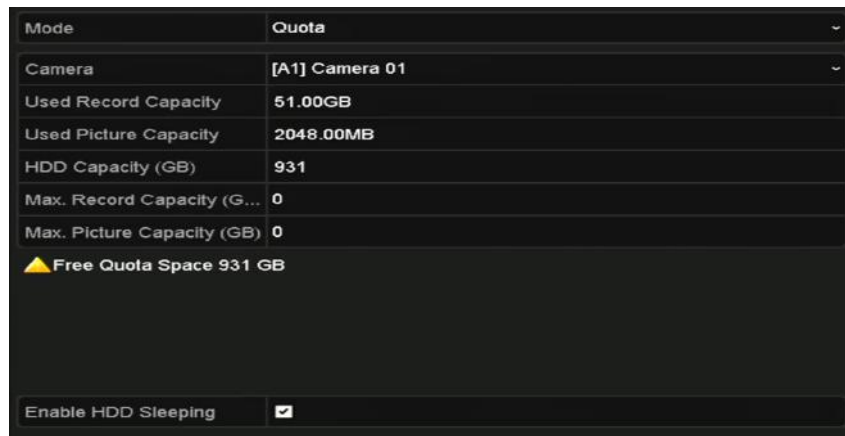 Mode Quota
Camera [A1] Camera 01
Used Record Capacity 51.00GB
Used Picture Capacity 2048.00MB
HDD Capacity (GB) 931
Max. Record Capacity (G... 0
Max. Picture Capacity (GB) 0
Free Quota Space 931 GB
Enable HDD Sleeping